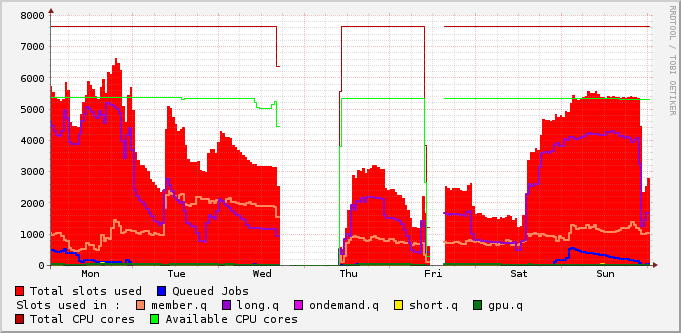 8000
7000
6000
5000
4000
3000
2000
1000
0
Mon Tue Wed Thu Fri Sat Sun
RRDTOOL / TOBI OETIKER
Total slots used Queued Jobs
Slots used in : member.q long.q ondemand.q short.q gpu.q
Total CPU cores Available CPU cores